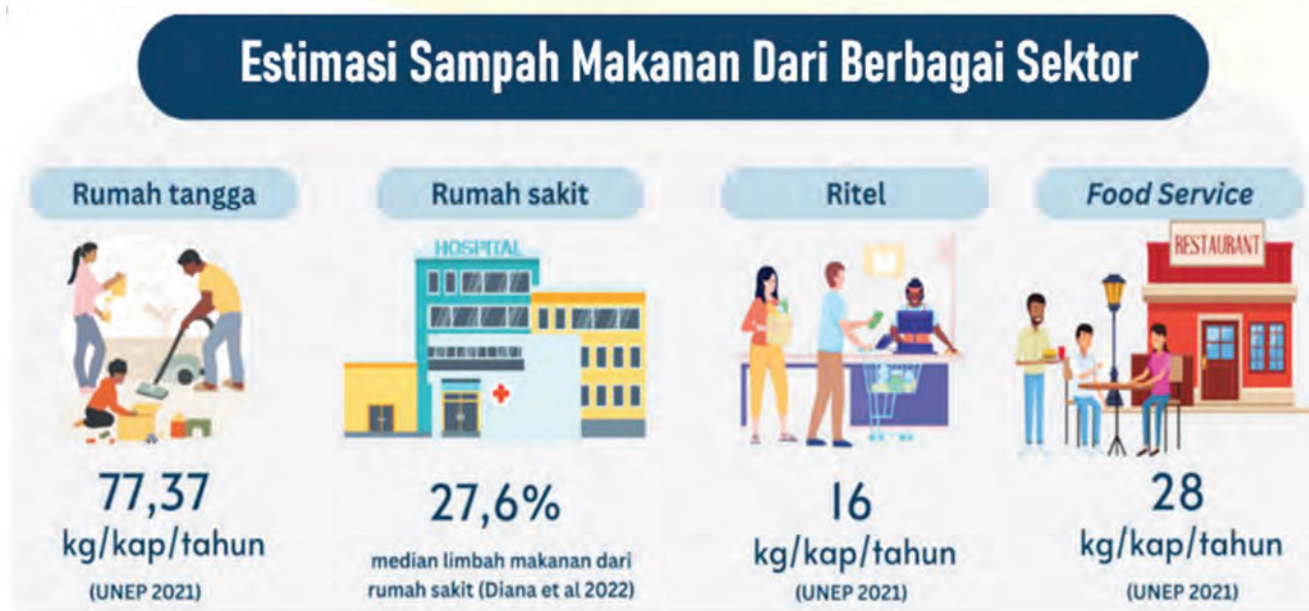 Estimasi Sampah Makanan Dari Berbagai Sektor
Rumah tangga
77,37
kg/kap/tahun
(UNEP 2021)
Rumah sakit
HOSPITAL
27,6%
median limbah makanan dari
rumah sakit (Diana et al 2022)
Ritel
16
kg/kap/tahun
(UNEP 2021)
Food Service
RESTAURANT
28
kg/kap/tahun
(UNEP 2021)